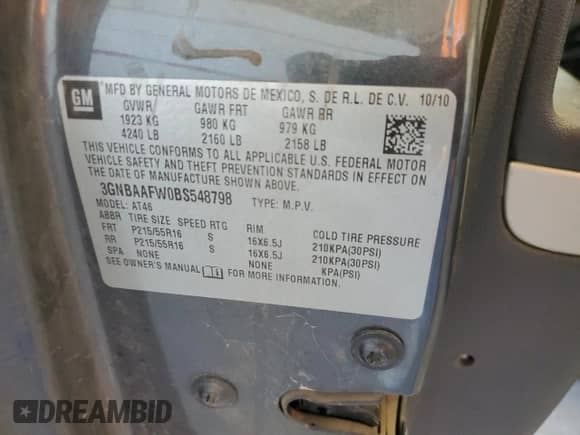 GM
MFD BY GENERAL MOTORS DE MEXICO, S. DE R.L. DE C.V. 10/10
GVWR GAWR FRT GAWR RR
1923 KG 980 KG 979 KG
4240 LB 2160 LB 2158 LB
THIS VEHICLE CONFORMS TO ALL APPLICABLE U.S. FEDERAL MOTOR
VEHICLE SAFETY AND THEFT PREVENTION STANDARDS IN EFFECT ON
THE DATE OF MANUFACTURE SHOWN ABOVE.
3GNBAAFW0BS548798 TYPE: M.P.V.
MODEL: AT46
ABBR TIRE SIZE SPEED RTG RIM COLD TIRE PRESSURE
FRT P215/55R16 S 16X6.5J 210KPA(30PSI)
RR P215/55R16 S 16X6.5J 210KPA(30PSI)
SPA NONE NONE KPA(PSI)
SEE OWNER'S MANUAL FOR MORE INFORMATION.
DREAMBID